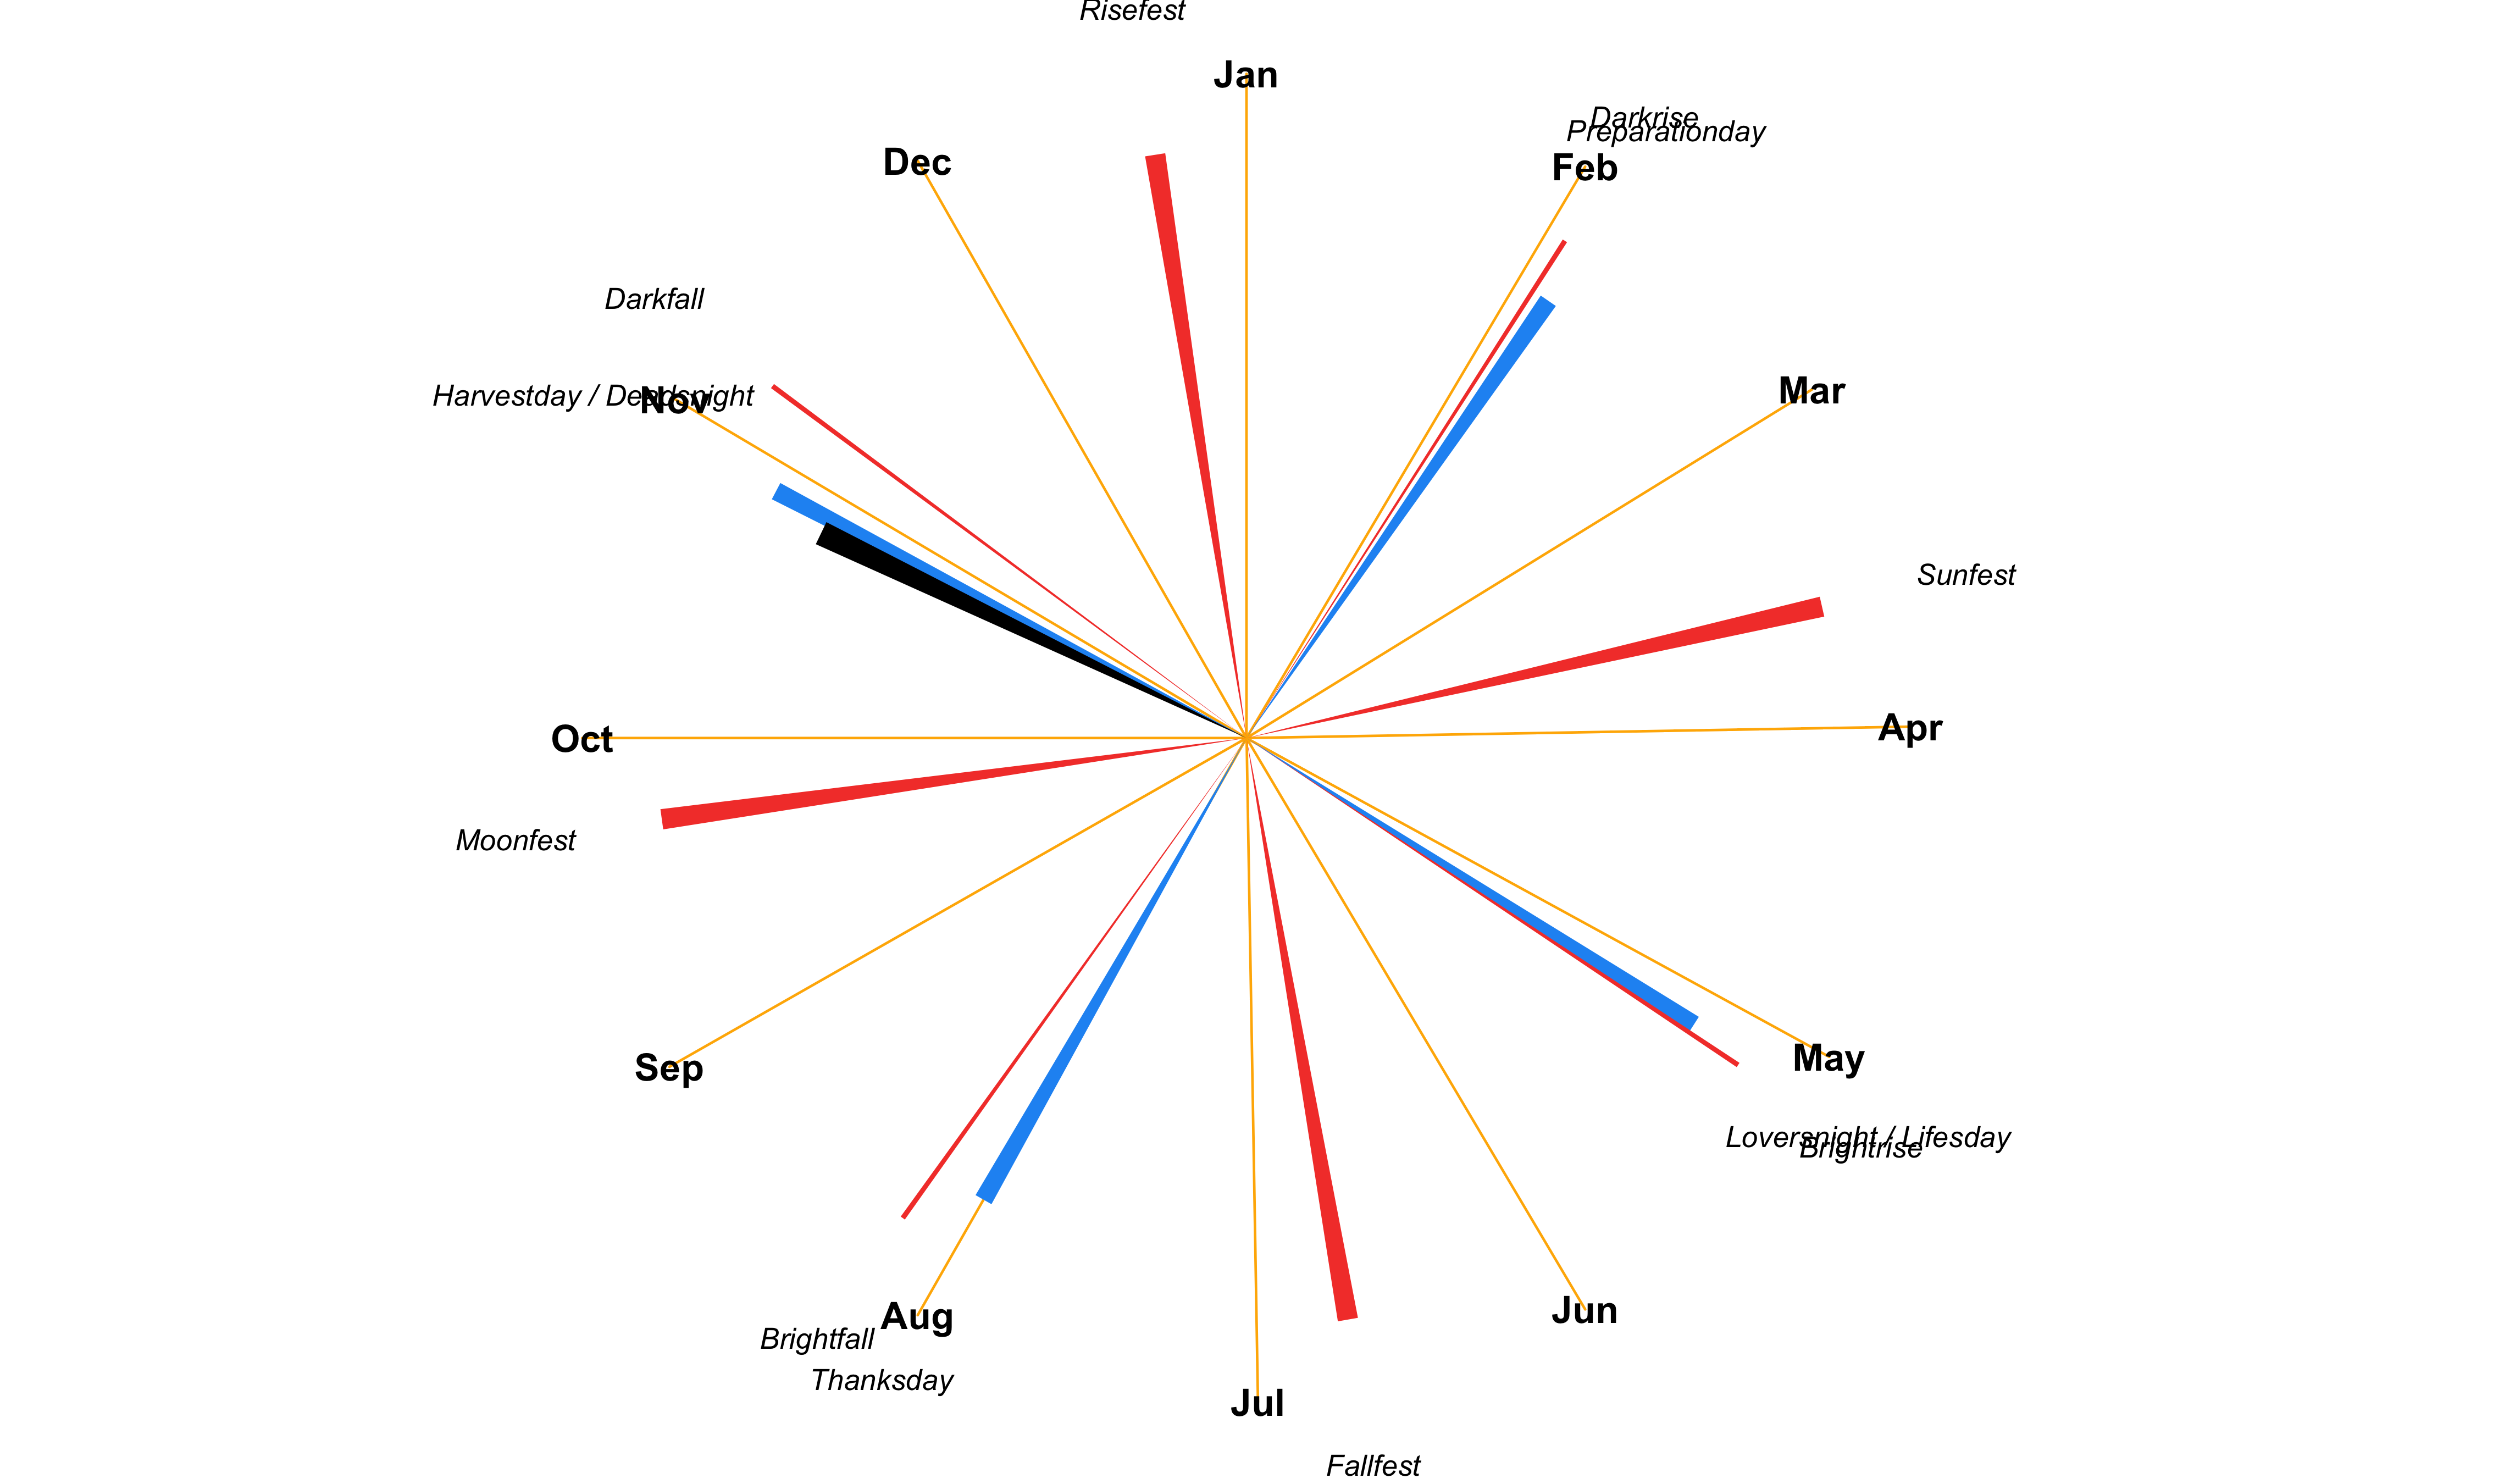 Risefest
Jan
Darkrise
Preparationday
Feb
Dec
Darkfall
Harvestday / Deadsnight
Nov
Mar
Sunfest
Apr
Oct
Moonfest
Sep
May
Loversnight / Lifesday
Brightrise
Jun
Aug
Brightfall
Thanksday
Jul
Fallfest